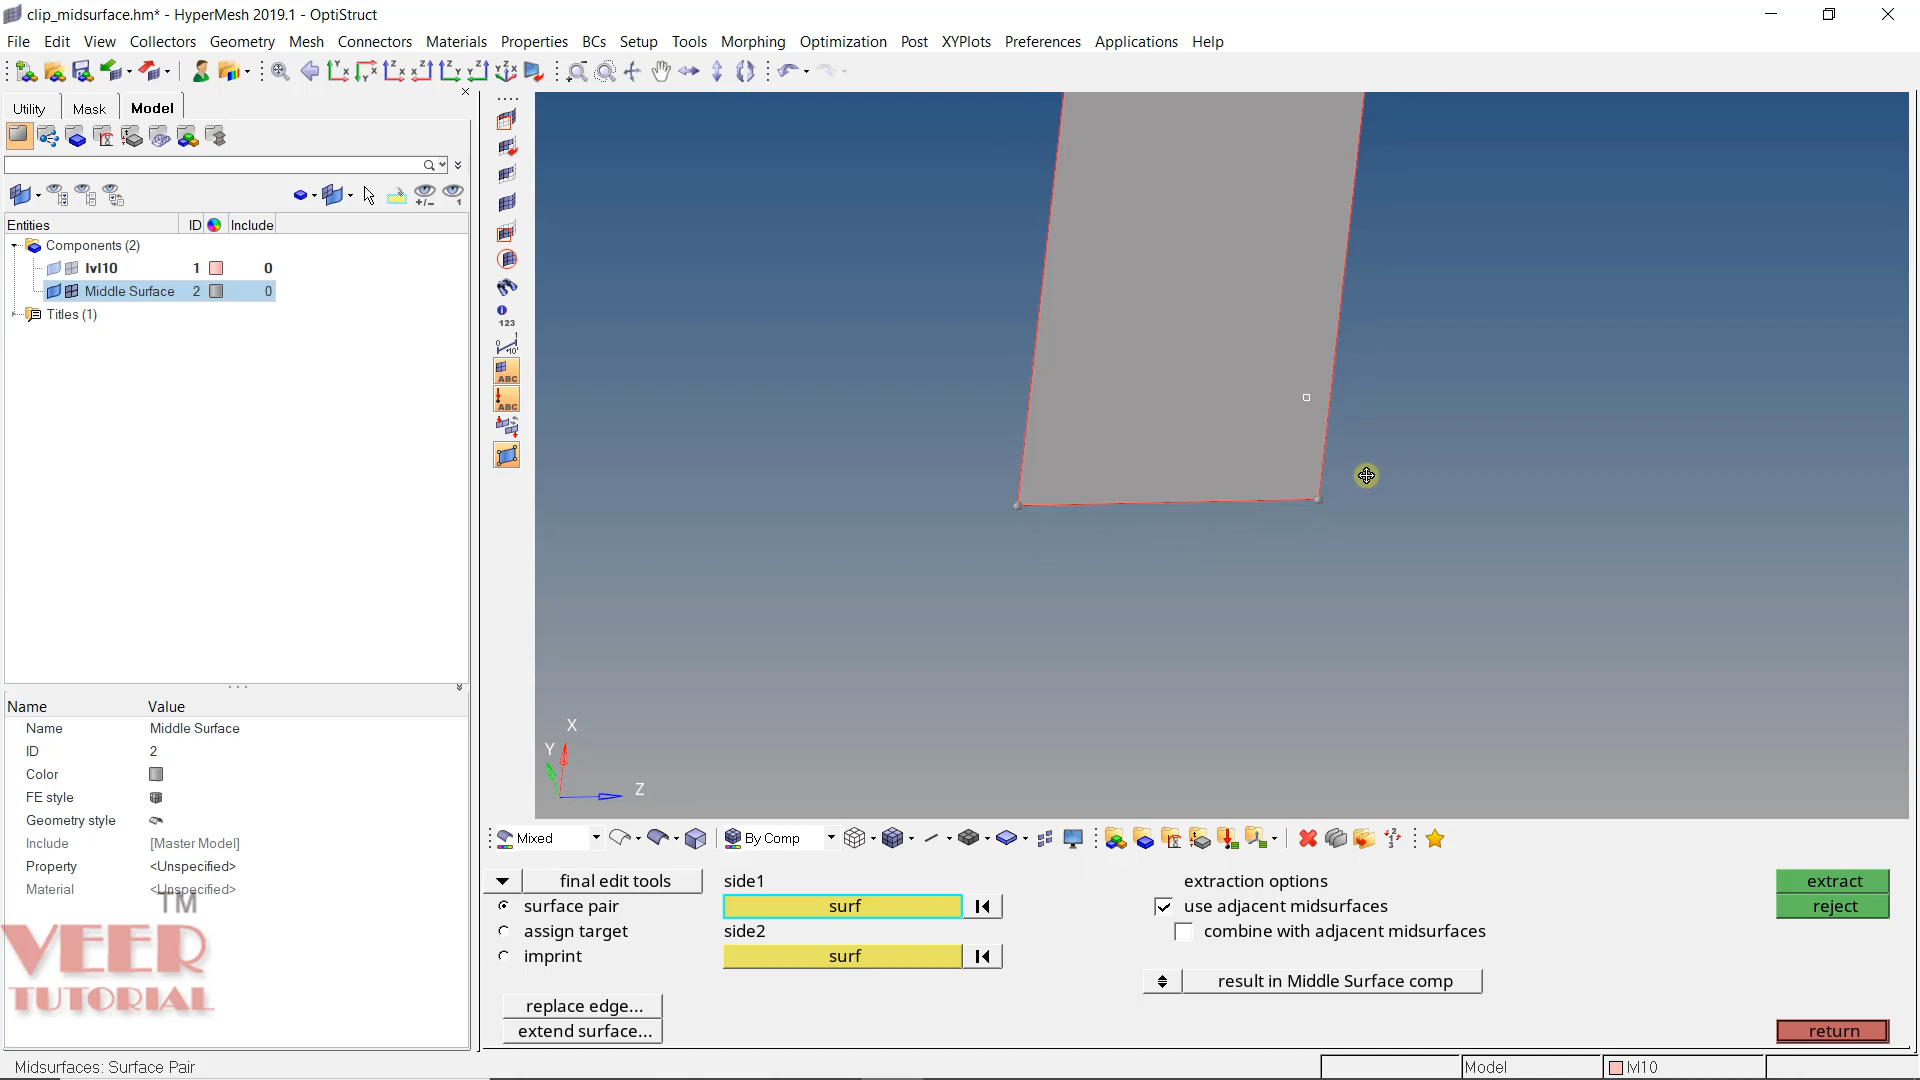 clip_midsurface.hm* - HyperMesh 2019.1 - OptiStruct
File Edit View Collectors Geometry Mesh Connectors Materials Properties BCs Setup Tools Morphing Optimization Post XYPlots Preferences Applications Help
Utility Mask Model
Entities ID Include
Components (2)
lvl10 1 0
Middle Surface 2 0
Titles (1)
123
ABC
ABC
Name Value
Name Middle Surface
ID 2
Color
FE style
Geometry style
Include [Master Model]
Property <Unspecified>
Material <Unspecified>
TM
VEER
TUTORIAL
X
Y
Z
Mixed By Comp
final edit tools side1 extraction options extract
surface pair surf use adjacent midsurfaces reject
assign target side2 combine with adjacent midsurfaces
imprint surf
result in Middle Surface comp
replace edge...
extend surface... return
Midsurfaces: Surface Pair Model lvl10